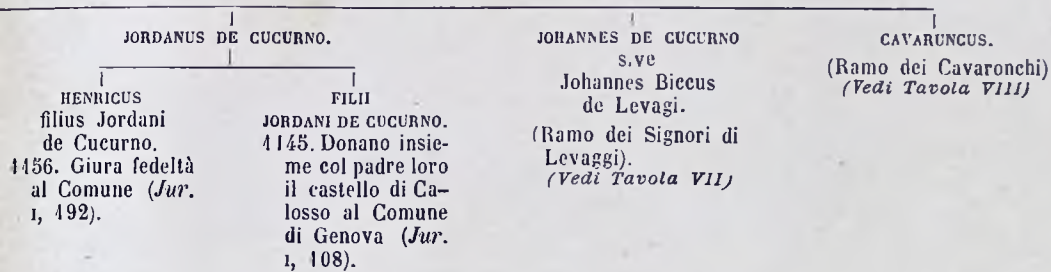 JORDANUS DE CUCURNO.
HENRICUS
filius Jordani
de Cucurno.
1156. Giura fedeltà
al Comune (Jur.
I, 192).
FILII
JORDANI DE CUCURNO.
1145. Donano insie-
me col padre loro
il castello di Ca-
losso al Comune
di Genova (Jur.
I, 108).
JOHANNES DE CUCURNO
s.ve
Johannes Biccus
de Levagi.
(Ramo dei Signori di
Levaggi).
(Vedi Tavola VII)
CAVARUNCUS.
(Ramo dei Cavaronchi)
(Vedi Tavola VIII)